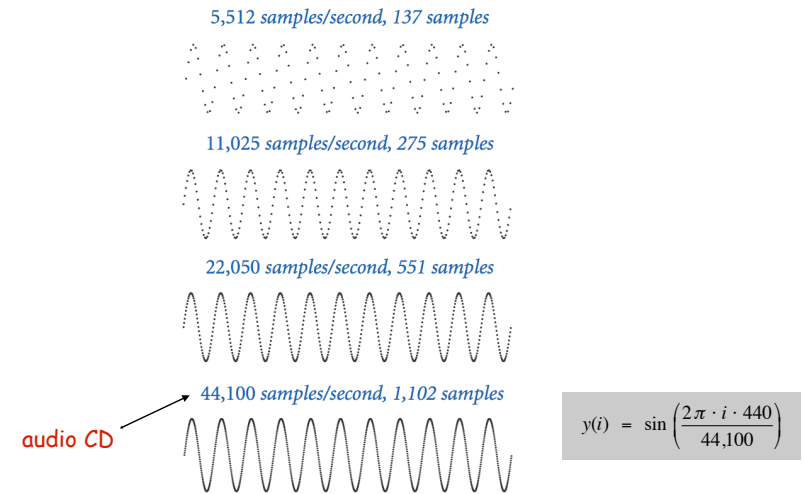 5,512 samples/second, 137 samples
11,025 samples/second, 275 samples
22,050 samples/second, 551 samples
44,100 samples/second, 1,102 samples
audio CD
y(i) = sin (2π · i · 440 / 44,100)